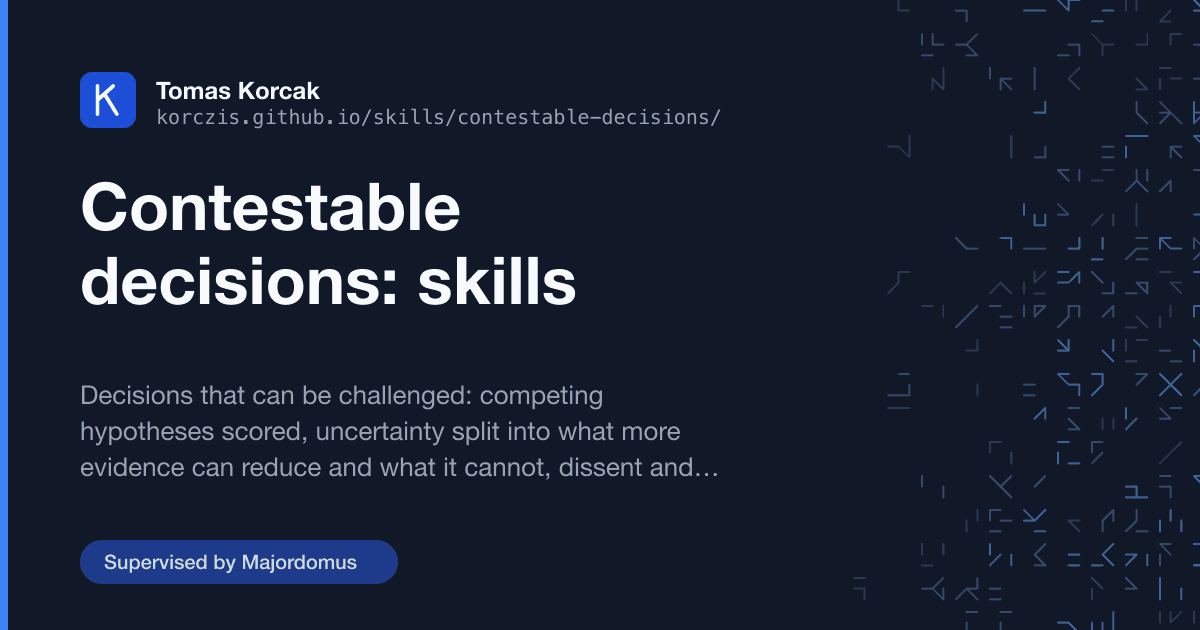 K
Tomas Korcak
korczis.github.io/skills/contestable-decisions/
Contestable
decisions: skills
Decisions that can be challenged: competing
hypotheses scored, uncertainty split into what more
evidence can reduce and what it cannot, dissent and…
Supervised by Majordomus